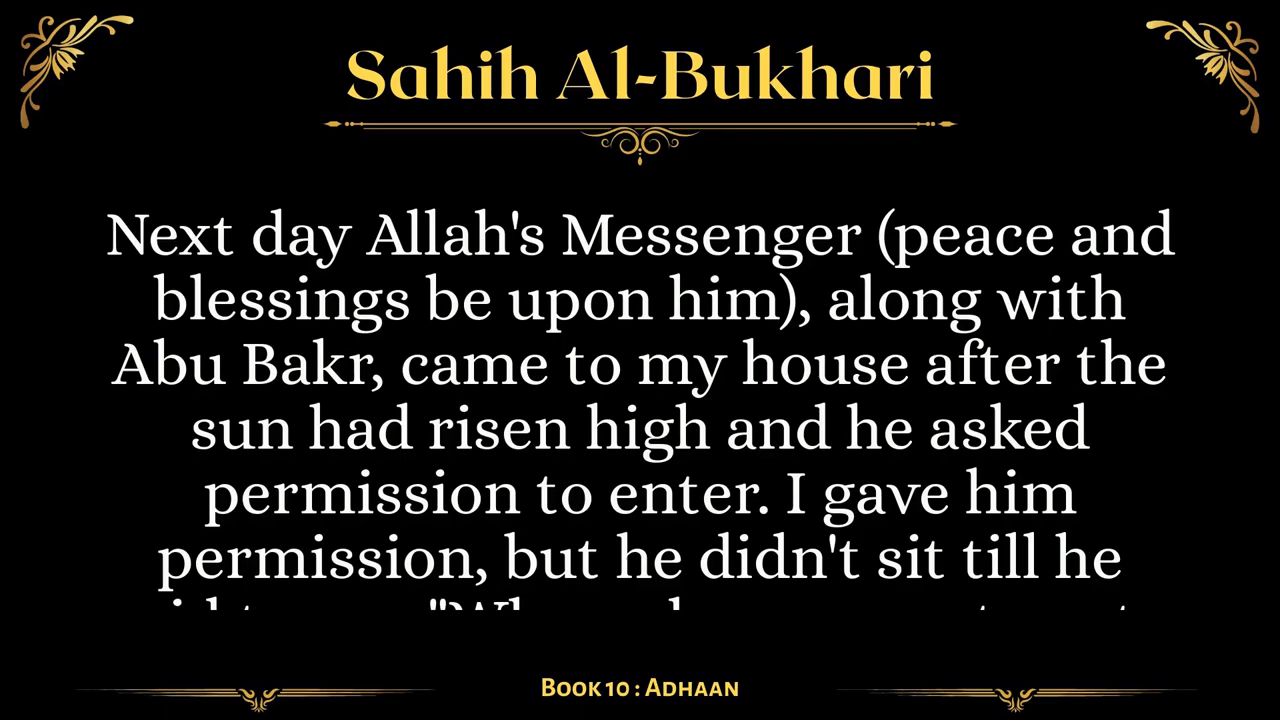 Sahih Al-Bukhari
Next day Allah's Messenger (peace and
blessings be upon him), along with
Abu Bakr, came to my house after the
sun had risen high and he asked
permission to enter. I gave him
permission, but he didn't sit till he
Book 10 : Adhaan